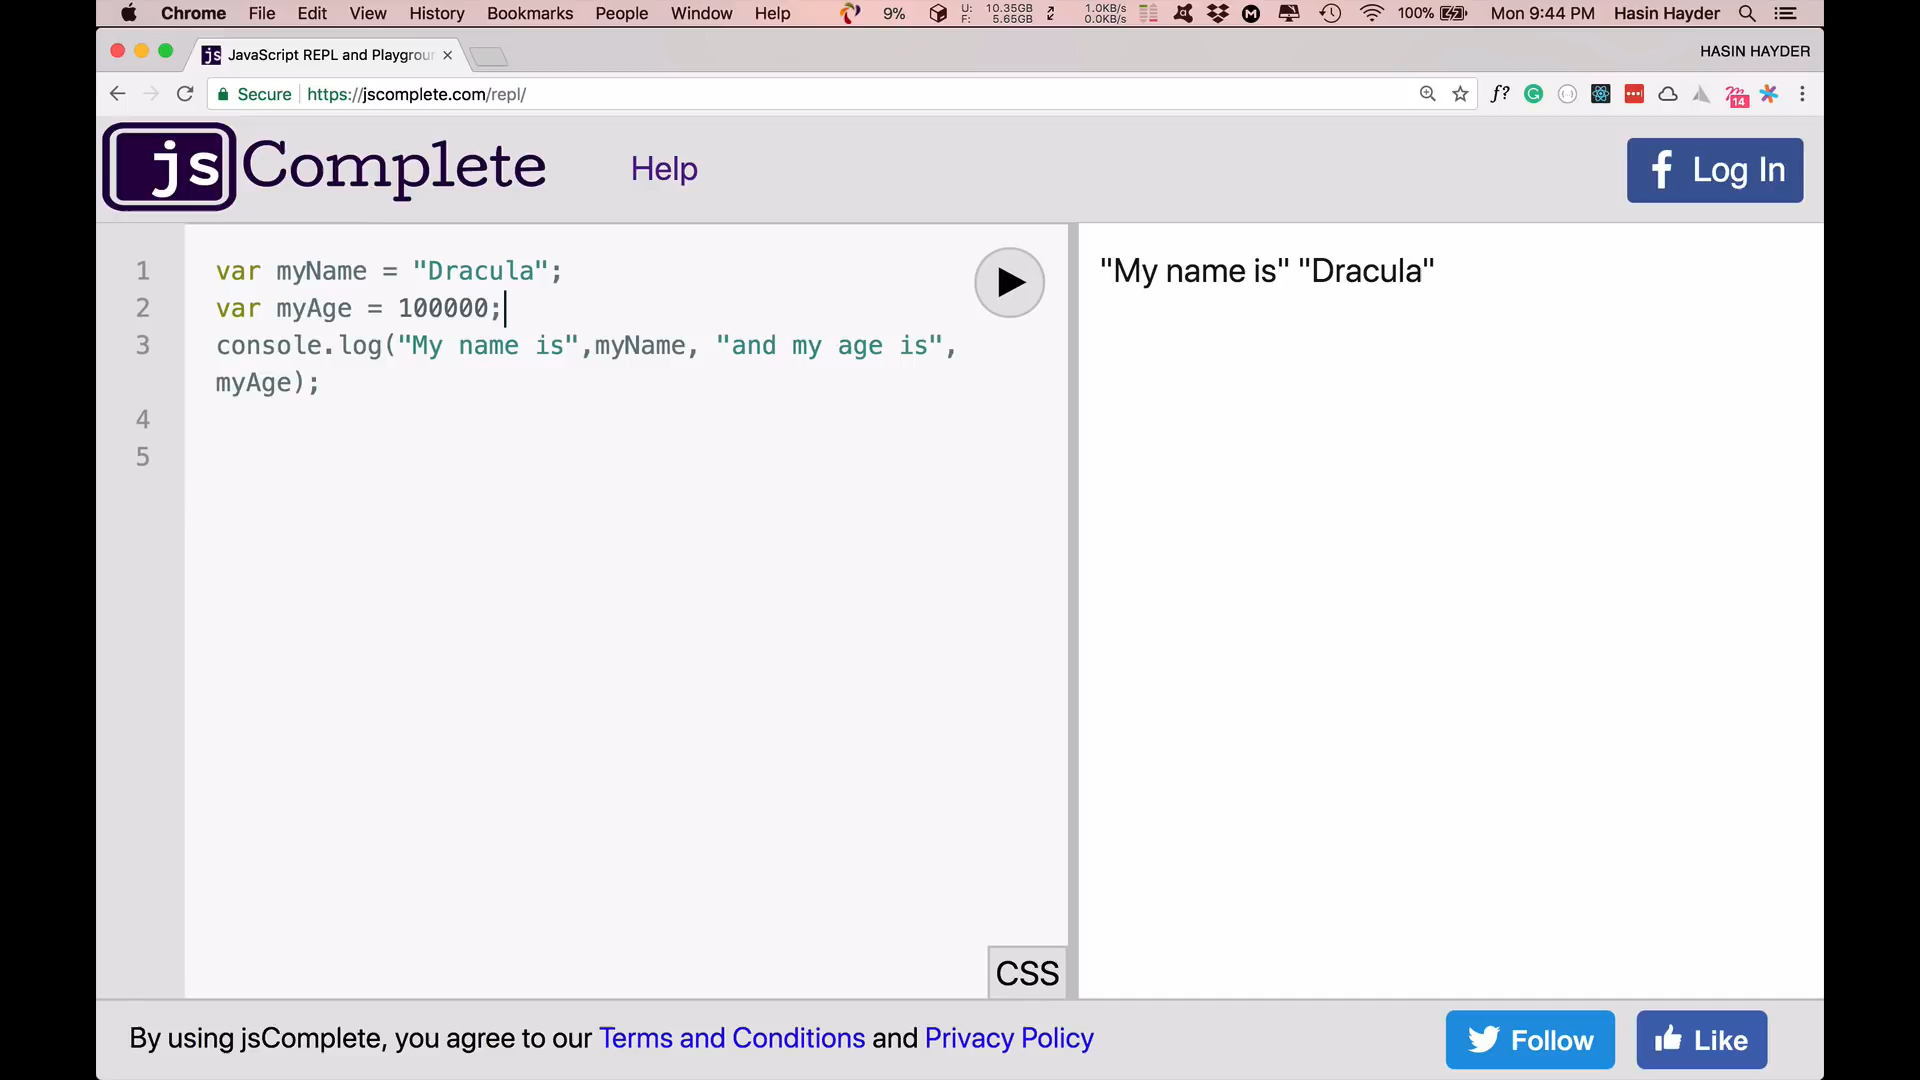 Chrome File Edit View History Bookmarks People Window Help 9% U: 10.35GB F: 5.65GB 1.0KB/s 0.0KB/s 100% Mon 9:44 PM Hasin Hayder
js JavaScript REPL and Playgrour × HASIN HAYDER
Secure https://jscomplete.com/repl/ f? 14
js Complete Help f Log In
1 var myName = "Dracula";
2 var myAge = 100000;
3 console.log("My name is",myName, "and my age is",
myAge);
4
5
"My name is" "Dracula"
CSS
By using jsComplete, you agree to our Terms and Conditions and Privacy Policy Follow Like